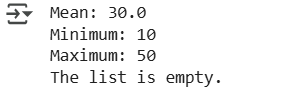 Mean: 30.0
Minimum: 10
Maximum: 50
The list is empty.